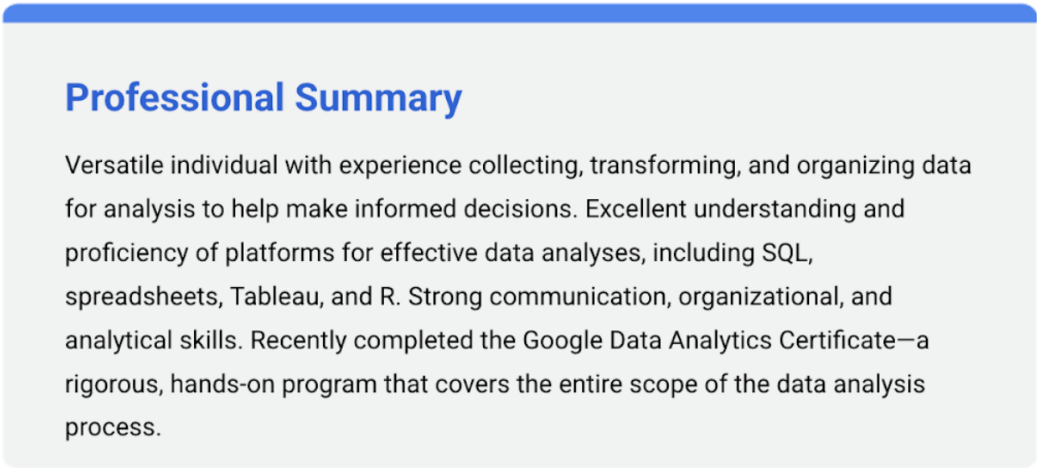 Professional Summary
Versatile individual with experience collecting, transforming, and organizing data
for analysis to help make informed decisions. Excellent understanding and
proficiency of platforms for effective data analyses, including SQL,
spreadsheets, Tableau, and R. Strong communication, organizational, and
analytical skills. Recently completed the Google Data Analytics Certificate—a
rigorous, hands-on program that covers the entire scope of the data analysis
process.